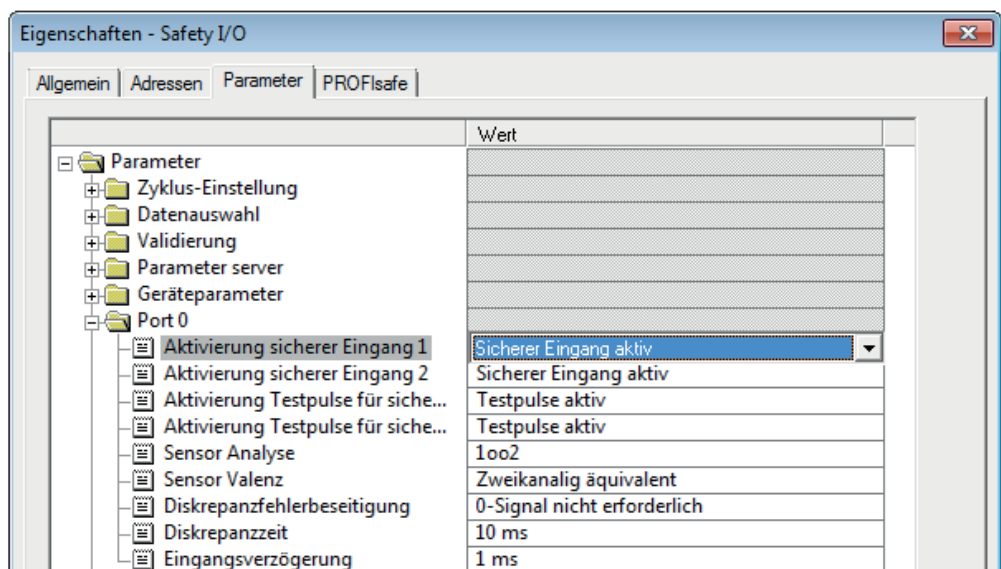 Eigenschaften - Safety I/O
Allgemein Adressen Parameter PROFIsafe
Wert
Parameter
Zyklus-Einstellung
Datenauswahl
Validierung
Parameter server
Geräteparameter
Port 0
Aktivierung sicherer Eingang 1 Sicherer Eingang aktiv
Aktivierung sicherer Eingang 2 Sicherer Eingang aktiv
Aktivierung Testpulse für siche... Testpulse aktiv
Aktivierung Testpulse für siche... Testpulse aktiv
Sensor Analyse 1oo2
Sensor Valenz Zweikanalig äquivalent
Diskrepanzfehlerbeseitigung 0-Signal nicht erforderlich
Diskrepanzzeit 10 ms
Eingangsverzögerung 1 ms